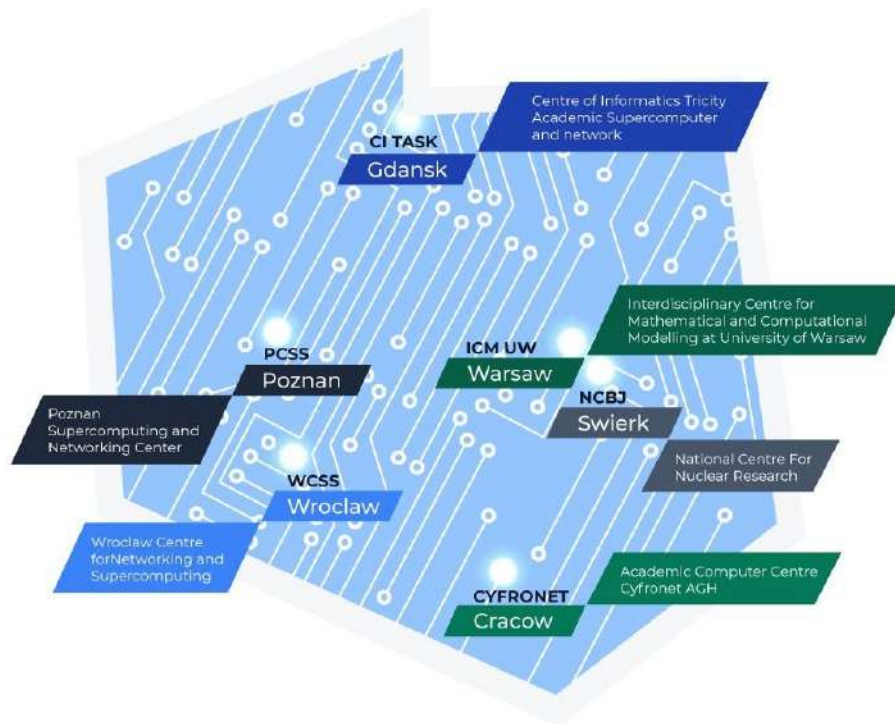 Centre of Informatics Tricity
Academic Supercomputer
and network
CI TASK
Gdansk
Interdisciplinary Centre for
Mathematical and Computational
Modelling at University of Warsaw
ICM UW
Warsaw
PCSS
Poznan
NCBJ
Swierk
Poznan
Supercomputing and
Networking Center
National Centre For
Nuclear Research
WCSS
Wroclaw
Wroclaw Centre
forNetworking and
Supercomputing
Academic Computer Centre
Cyfronet AGH
CYFRONET
Cracow